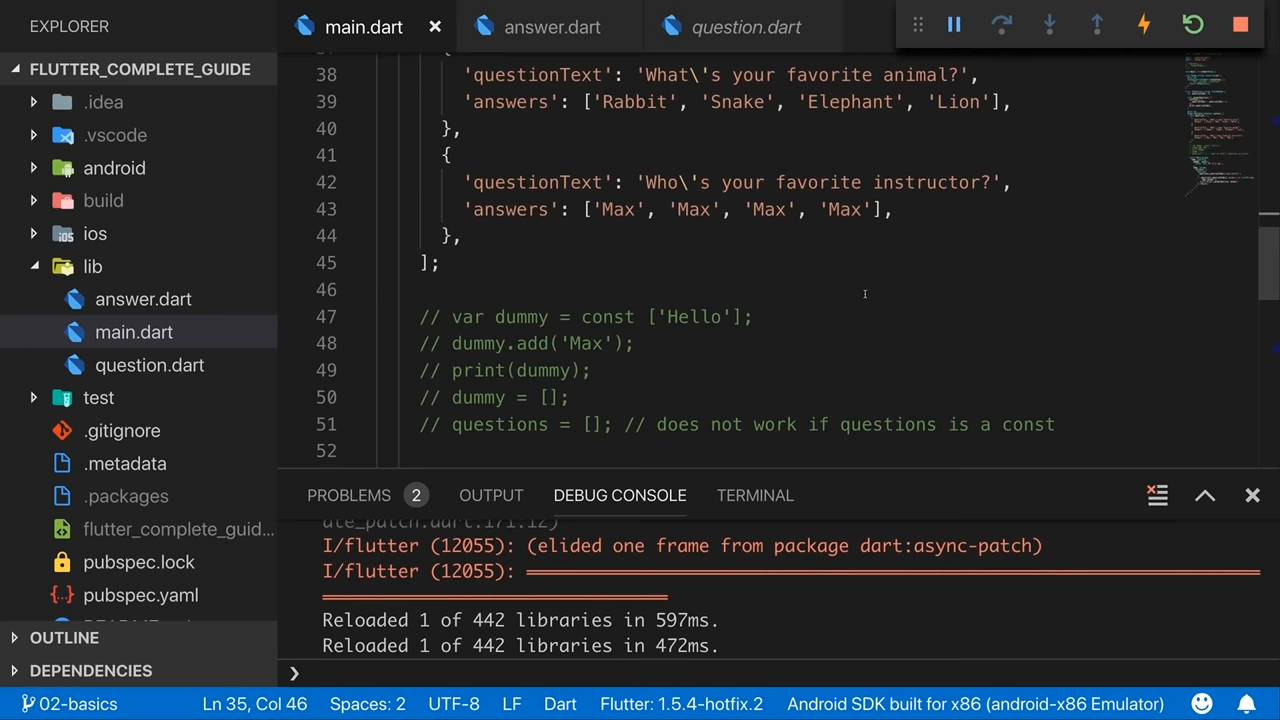 EXPLORER
main.dart
answer.dart
question.dart
FLUTTER_COMPLETE_GUIDE
.idea
.vscode
android
build
ios
lib
answer.dart
main.dart
question.dart
test
.gitignore
.metadata
.packages
flutter_complete_guid...
pubspec.lock
pubspec.yaml
OUTLINE
DEPENDENCIES
38 'questionText': 'What\'s your favorite animal?',
39 'answers': ['Rabbit', 'Snake', 'Elephant', 'Lion'],
40 },
41 {
42 'questionText': 'Who\'s your favorite instructor?',
43 'answers': ['Max', 'Max', 'Max', 'Max'],
44 },
45 ];
46
47 // var dummy = const ['Hello'];
48 // dummy.add('Max');
49 // print(dummy);
50 // dummy = [];
51 // questions = []; // does not work if questions is a const
52
PROBLEMS 2 OUTPUT DEBUG CONSOLE TERMINAL
ate_patch.dart:171:12)
I/flutter (12055): (elided one frame from package dart:async-patch)
I/flutter (12055): ════════════════════════════════════════
Reloaded 1 of 442 libraries in 597ms.
Reloaded 1 of 442 libraries in 472ms.
02-basics Ln 35, Col 46 Spaces: 2 UTF-8 LF Dart Flutter: 1.5.4-hotfix.2 Android SDK built for x86 (android-x86 Emulator)